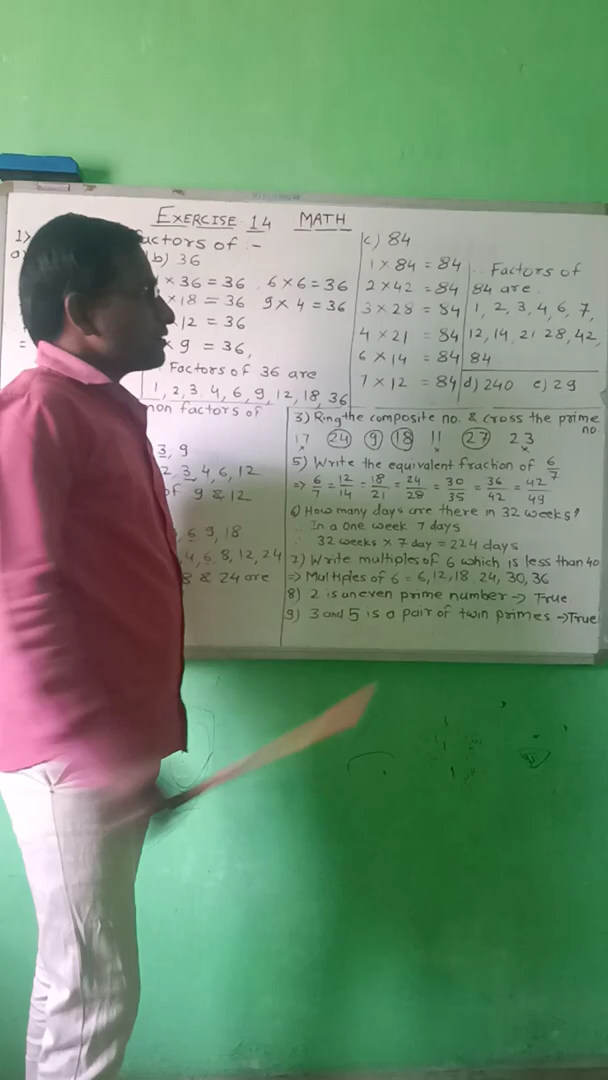 EXERCISE 14 MATH
1) actors of :-
a)
b) 36
1 × 36 = 36 6 × 6 = 36
× 18 = 36 9 × 4 = 36
× 12 = 36
= × 9 = 36,
Factors of 36 are
1, 2, 3, 4, 6, 9, 12, 18, 36
mon factors of
3, 9
2, 3, 4, 6, 12
of 9 & 12
, 6, 9, 18
4, 6, 8, 12, 24
8 & 24 are
c) 84
1 × 84 = 84
2 × 42 = 84
3 × 28 = 84
4 × 21 = 84
6 × 14 = 84
7 × 12 = 84
∴ Factors of
84 are
1, 2, 3, 4, 6, 7,
12, 14, 21 28, 42,
84
d) 240 e) 29
3) Ring the composite no. & cross the prime
no.
17 24 9 18 11 27 23
× × ×
5) Write the equivalent fraction of 6/7
=> 6/7 = 12/14 = 18/21 = 24/28 = 30/35 = 36/42 = 42/49
6) How many days are there in 32 weeks?
∴ In a one week 7 days
∴ 32 weeks × 7 day = 224 days
7) Write multiples of 6 which is less than 40
=> Multiples of 6 = 6, 12, 18, 24, 30, 36
8) 2 is uneven prime number → True
9) 3 and 5 is a pair of twin primes → True